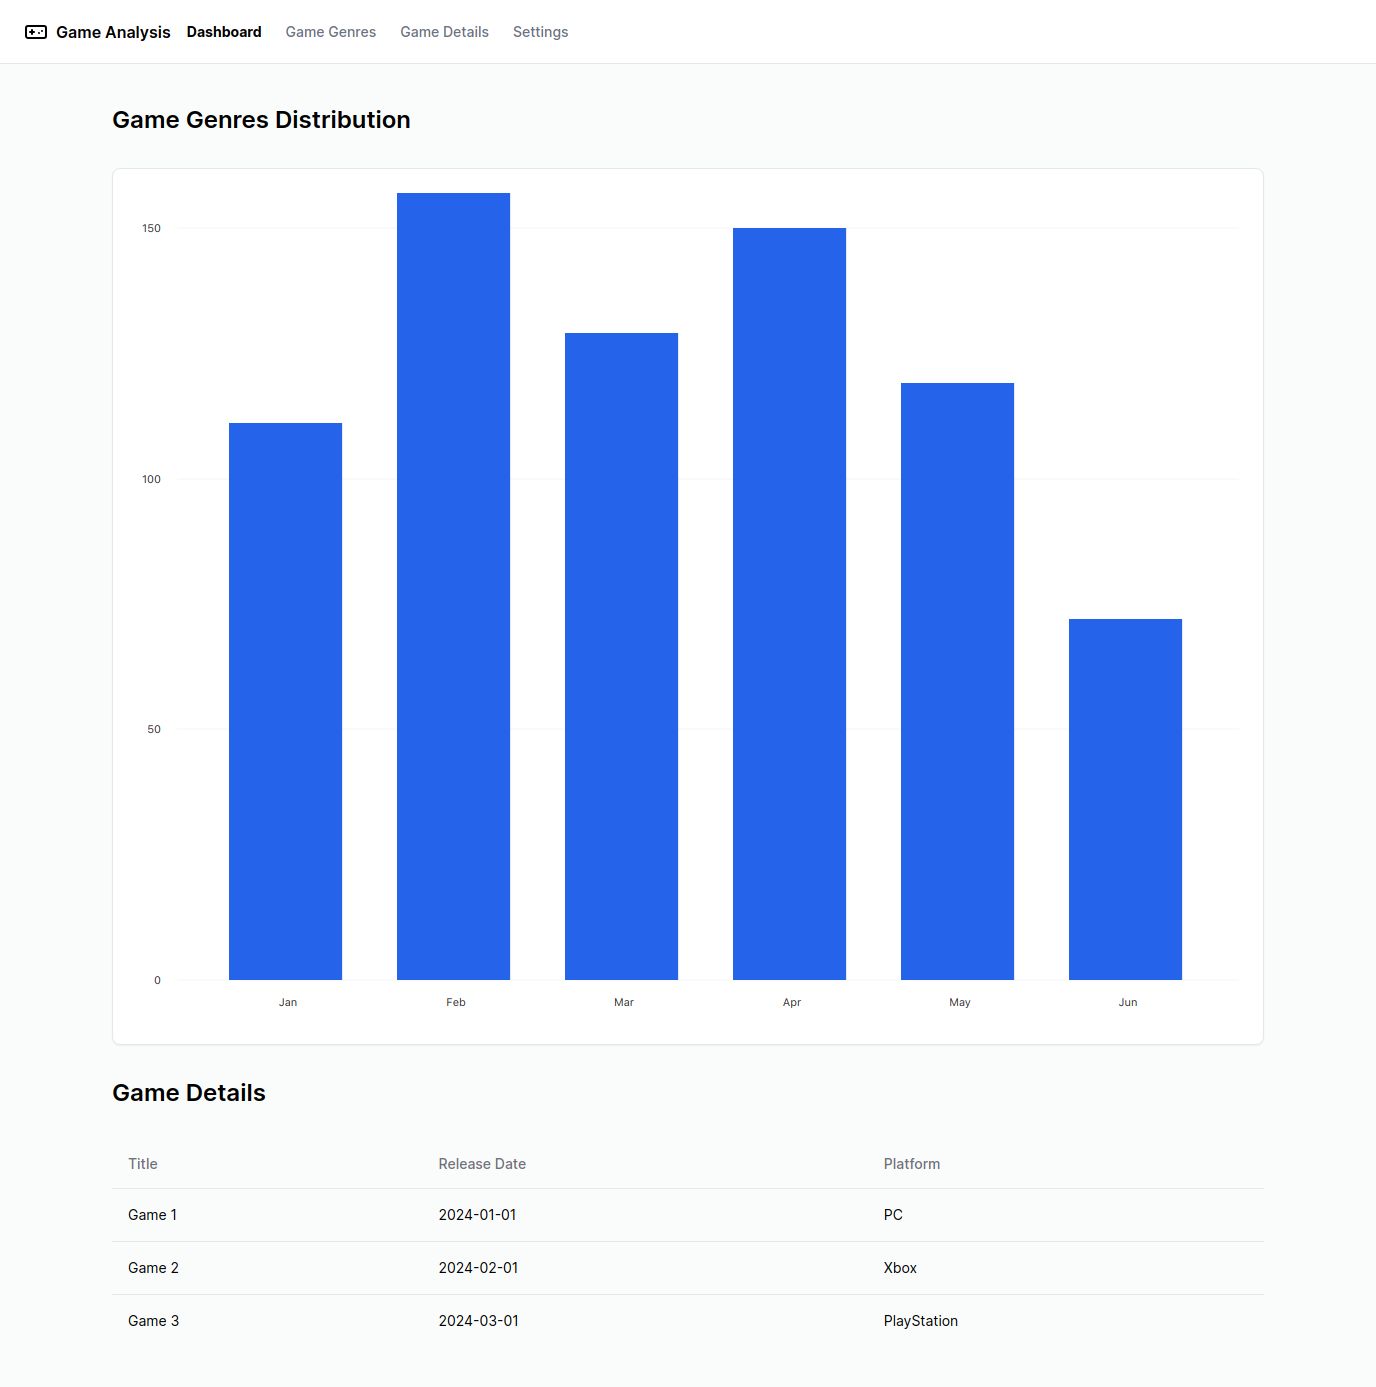 Game Analysis Dashboard Game Genres Game Details Settings
Game Genres Distribution
150
100
50
0
Jan Feb Mar Apr May Jun
Game Details
Title Release Date Platform
Game 1 2024-01-01 PC
Game 2 2024-02-01 Xbox
Game 3 2024-03-01 PlayStation